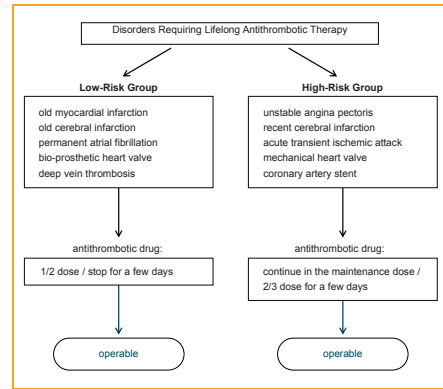 Disorders Requiring Lifelong Antithrombotic Therapy
Low-Risk Group
old myocardial infarction
old cerebral infarction
permanent atrial fibrillation
bio-prosthetic heart valve
deep vein thrombosis
antithrombotic drug:
1/2 dose / stop for a few days
operable
High-Risk Group
unstable angina pectoris
recent cerebral infarction
acute transient ischemic attack
mechanical heart valve
coronary artery stent
antithrombotic drug:
continue in the maintenance dose /
2/3 dose for a few days
operable